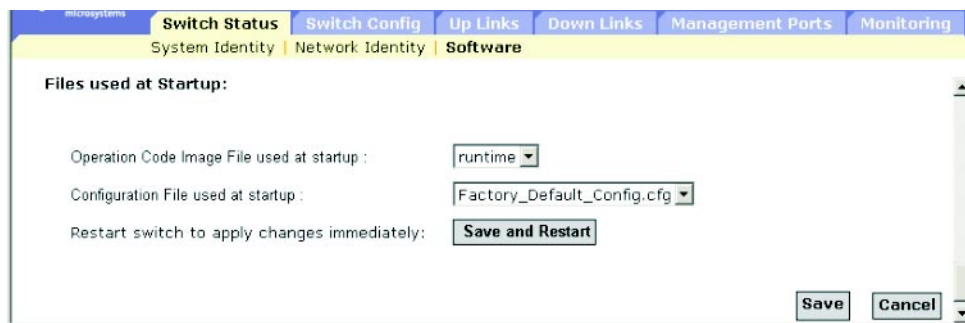 microsystems
Switch Status Switch Config Up Links Down Links Management Ports Monitoring
System Identity | Network Identity | Software
Files used at Startup:
Operation Code Image File used at startup : runtime
Configuration File used at startup : Factory_Default_Config.cfg
Restart switch to apply changes immediately: Save and Restart
Save Cancel